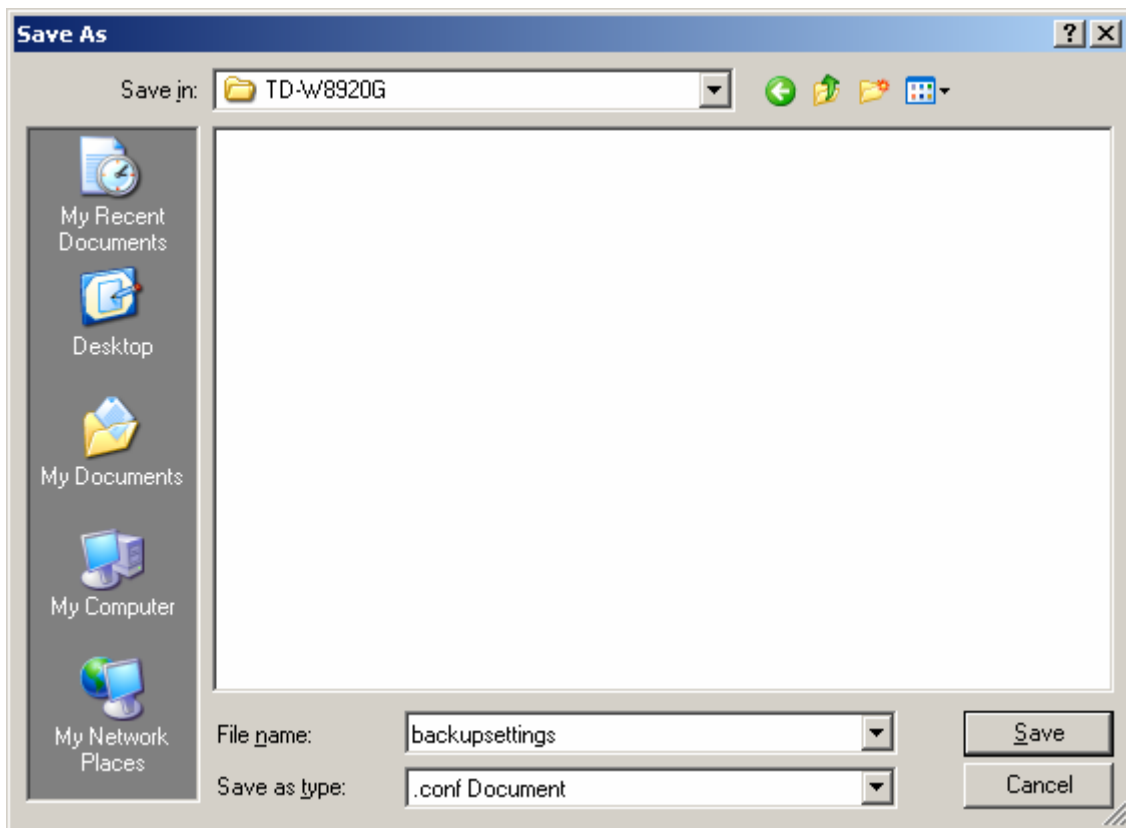 Save As
Save in:
TD-W8920G
My Recent
Documents
Desktop
My Documents
My Computer
My Network
Places
File name:
backupsettings
Save
Save as type:
.conf Document
Cancel